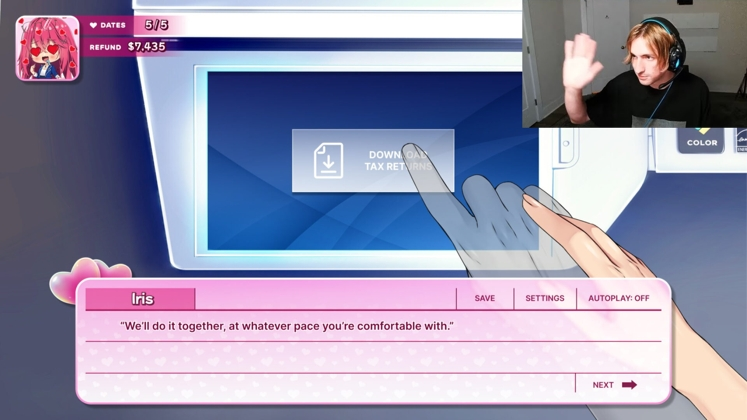 DATES 5/5
REFUND $7,435
DOWNLOAD
TAX RETURNS
COLOR
Iris
SAVE
SETTINGS
AUTOPLAY: OFF
“We’ll do it together, at whatever pace you’re comfortable with.”
NEXT